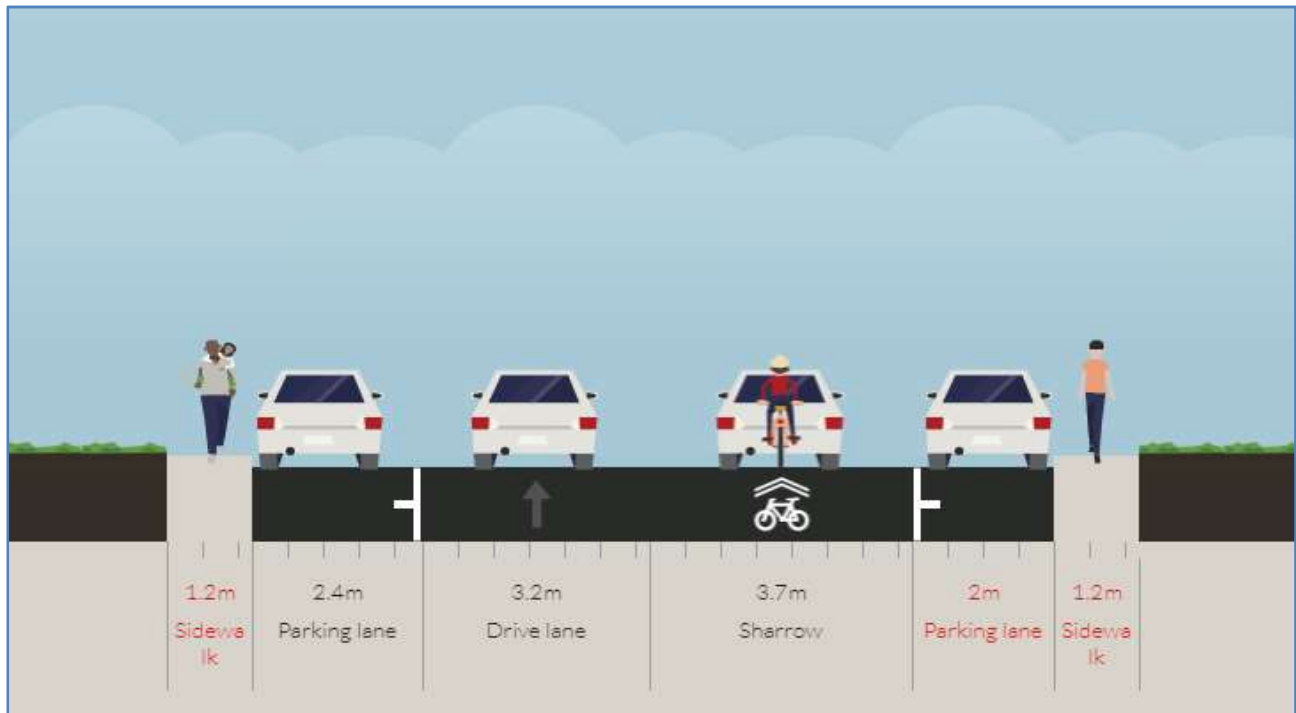 1.2m
2.4m
3.2m
3.7m
2m
1.2m
Sidewa
lk
Parking lane
Drive lane
Sharrow
Parking lane
Sidewa
lk